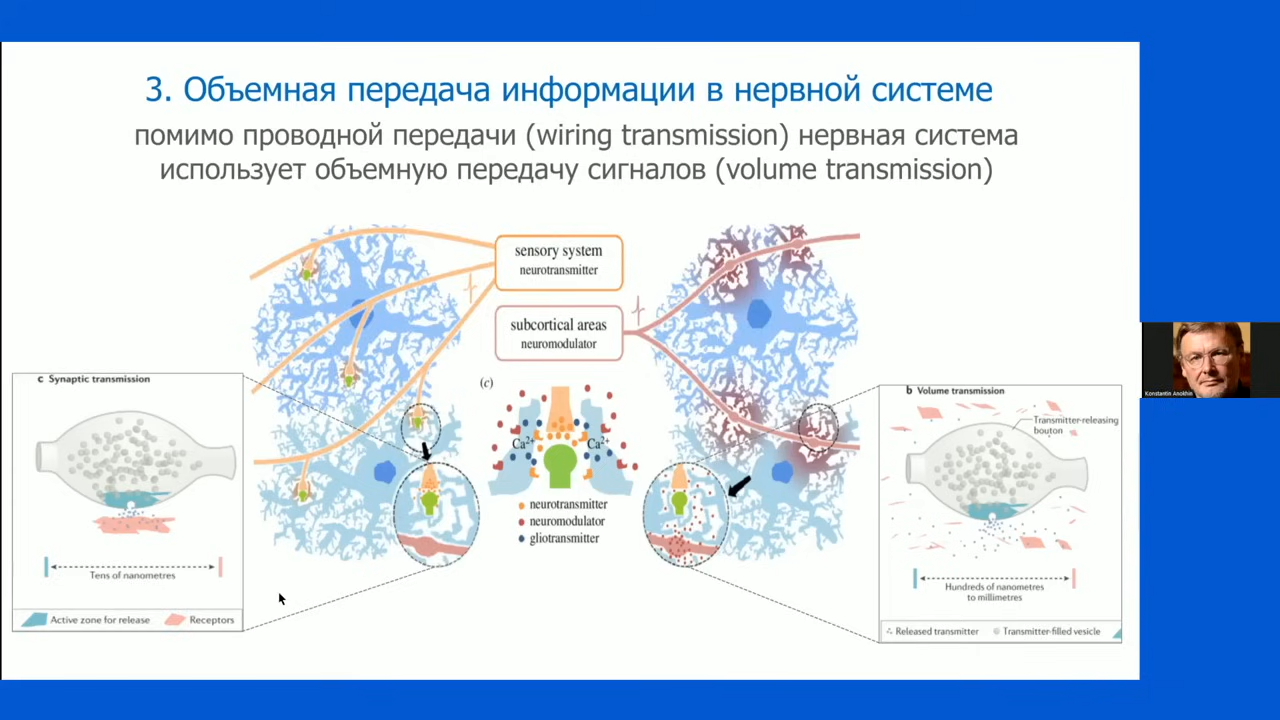 3. Объемная передача информации в нервной системе
помимо проводной передачи (wiring transmission) нервная система
использует объемную передачу сигналов (volume transmission)
sensory system
neurotransmitter
subcortical areas
neuromodulator
(c)
Ca2+
Ca2+
neurotransmitter
neuromodulator
gliotransmitter
c Synaptic transmission
Tens of nanometres
Active zone for release
Receptors
b Volume transmission
Transmitter-releasing
bouton
Hundreds of nanometres
to millimetres
Released transmitter
Transmitter-filled vesicle
Konstantin Anokhin